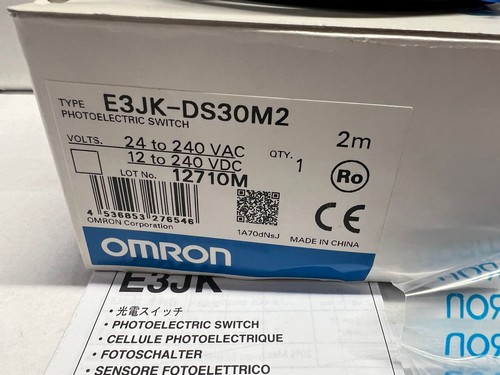 TYPE E3JK-DS30M2
PHOTOELECTRIC SWITCH
2m
VOLTS. 24 to 240 VAC
12 to 240 VDC
QTY. 1
LOT No. 12710M
Ro
4 536853 276546
OMRON Corporation
1A70dNsJ
CE
MADE IN CHINA
OMRON
E3JK
• 光電スイッチ
• PHOTOELECTRIC SWITCH
• CELLULE PHOTOELECTRIQUE
• FOTOSCHALTER
• SENSORE FOTOELETTRICO